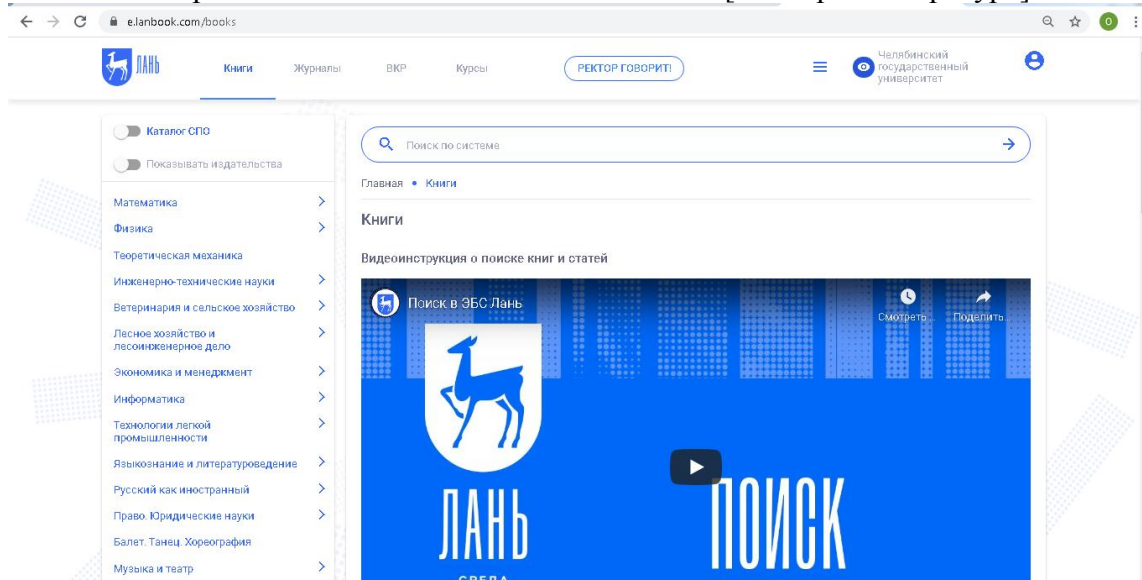 e.lanbook.com/books
ЛАНЬ
Книги
Журналы
ВКР
Курсы
РЕКТОР ГОВОРИТ!
Челябинский
государственный
университет
Каталог СПО
Показывать издательства
Математика
Физика
Теоретическая механика
Инженерно-технические науки
Ветеринария и сельское хозяйство
Лесное хозяйство и
лесоинженерное дело
Экономика и менеджмент
Информатика
Технологии легкой
промышленности
Языкознание и литературоведение
Русский как иностранный
Право. Юридические науки
Балет. Танец. Хореография
Музыка и театр
Поиск по системе
Главная • Книги
Книги
Видеоинструкция о поиске книг и статей
Поиск в ЭБС Лань
Смотреть...
Поделить...
ЛАНЬ
ПОИСК